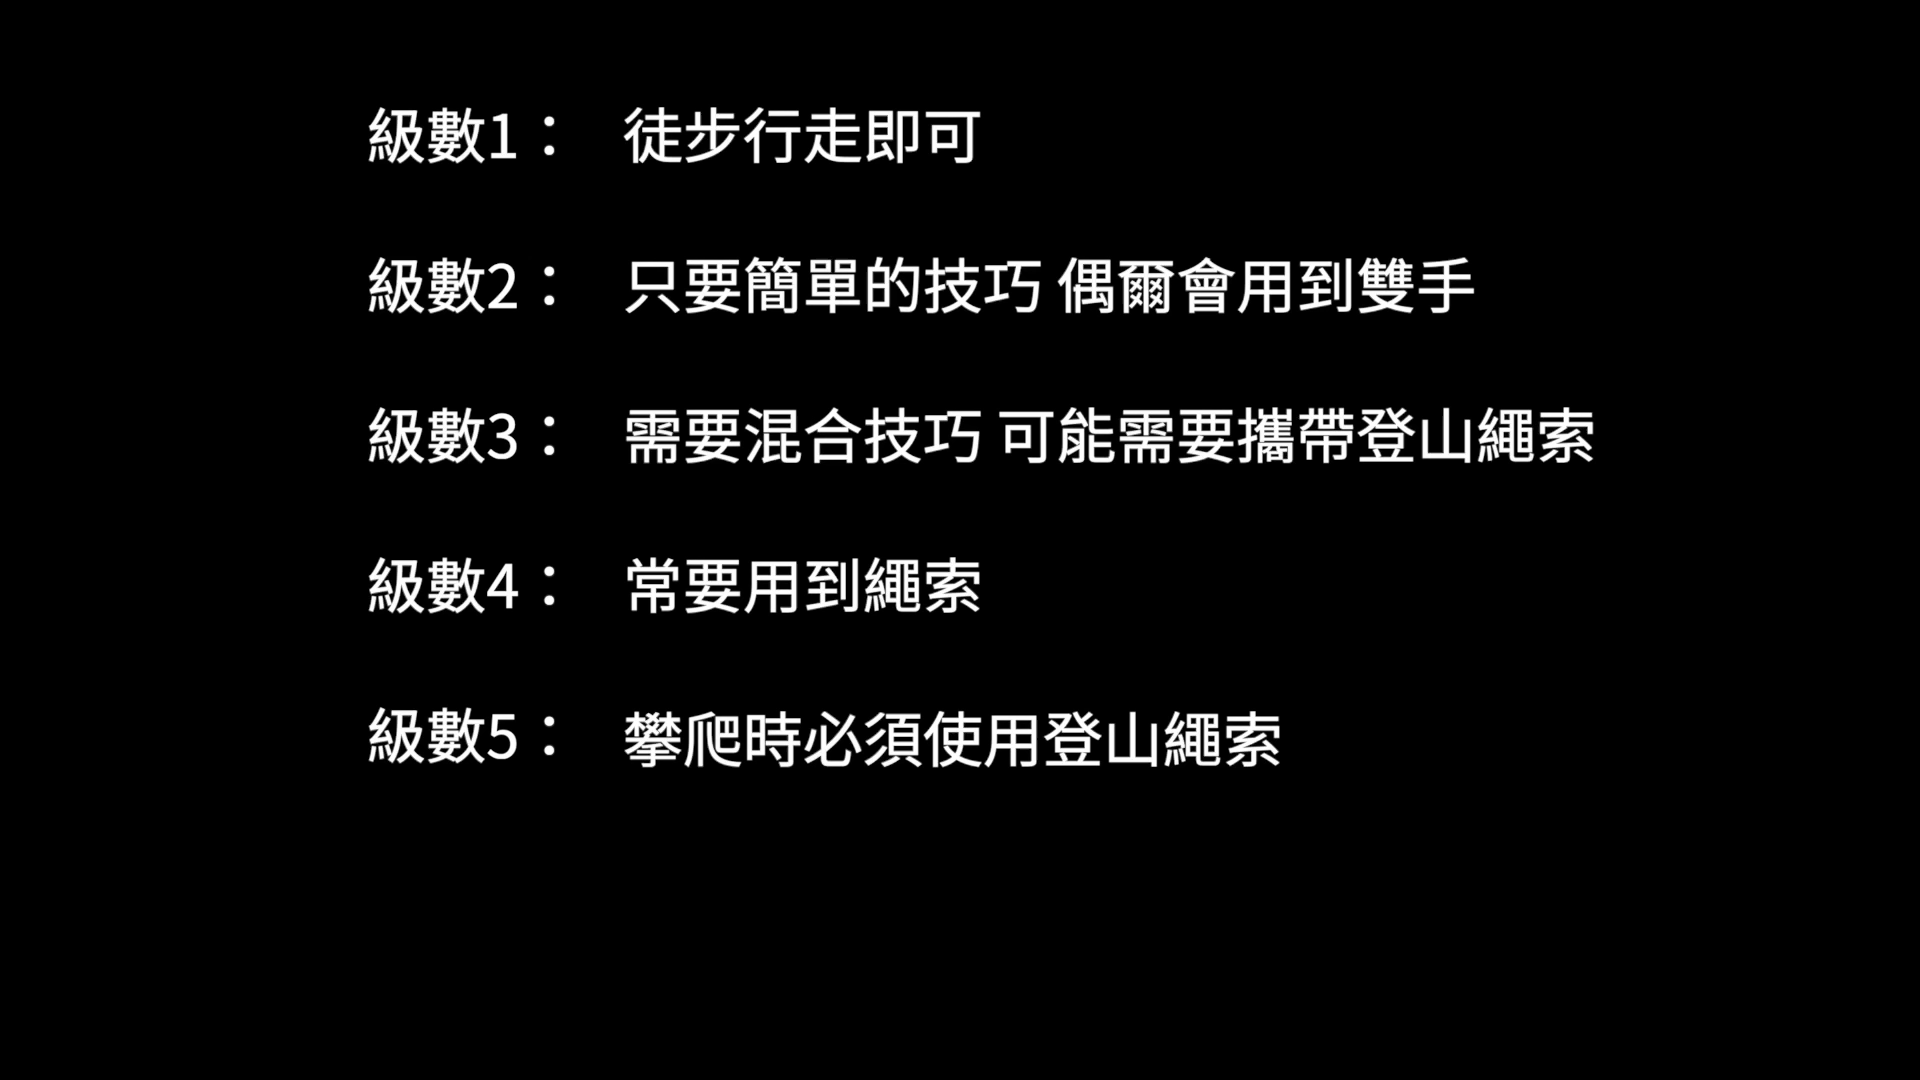 級數1： 徒步行走即可
級數2： 只要簡單的技巧 偶爾會用到雙手
級數3： 需要混合技巧 可能需要攜帶登山繩索
級數4： 常要用到繩索
級數5： 攀爬時必須使用登山繩索